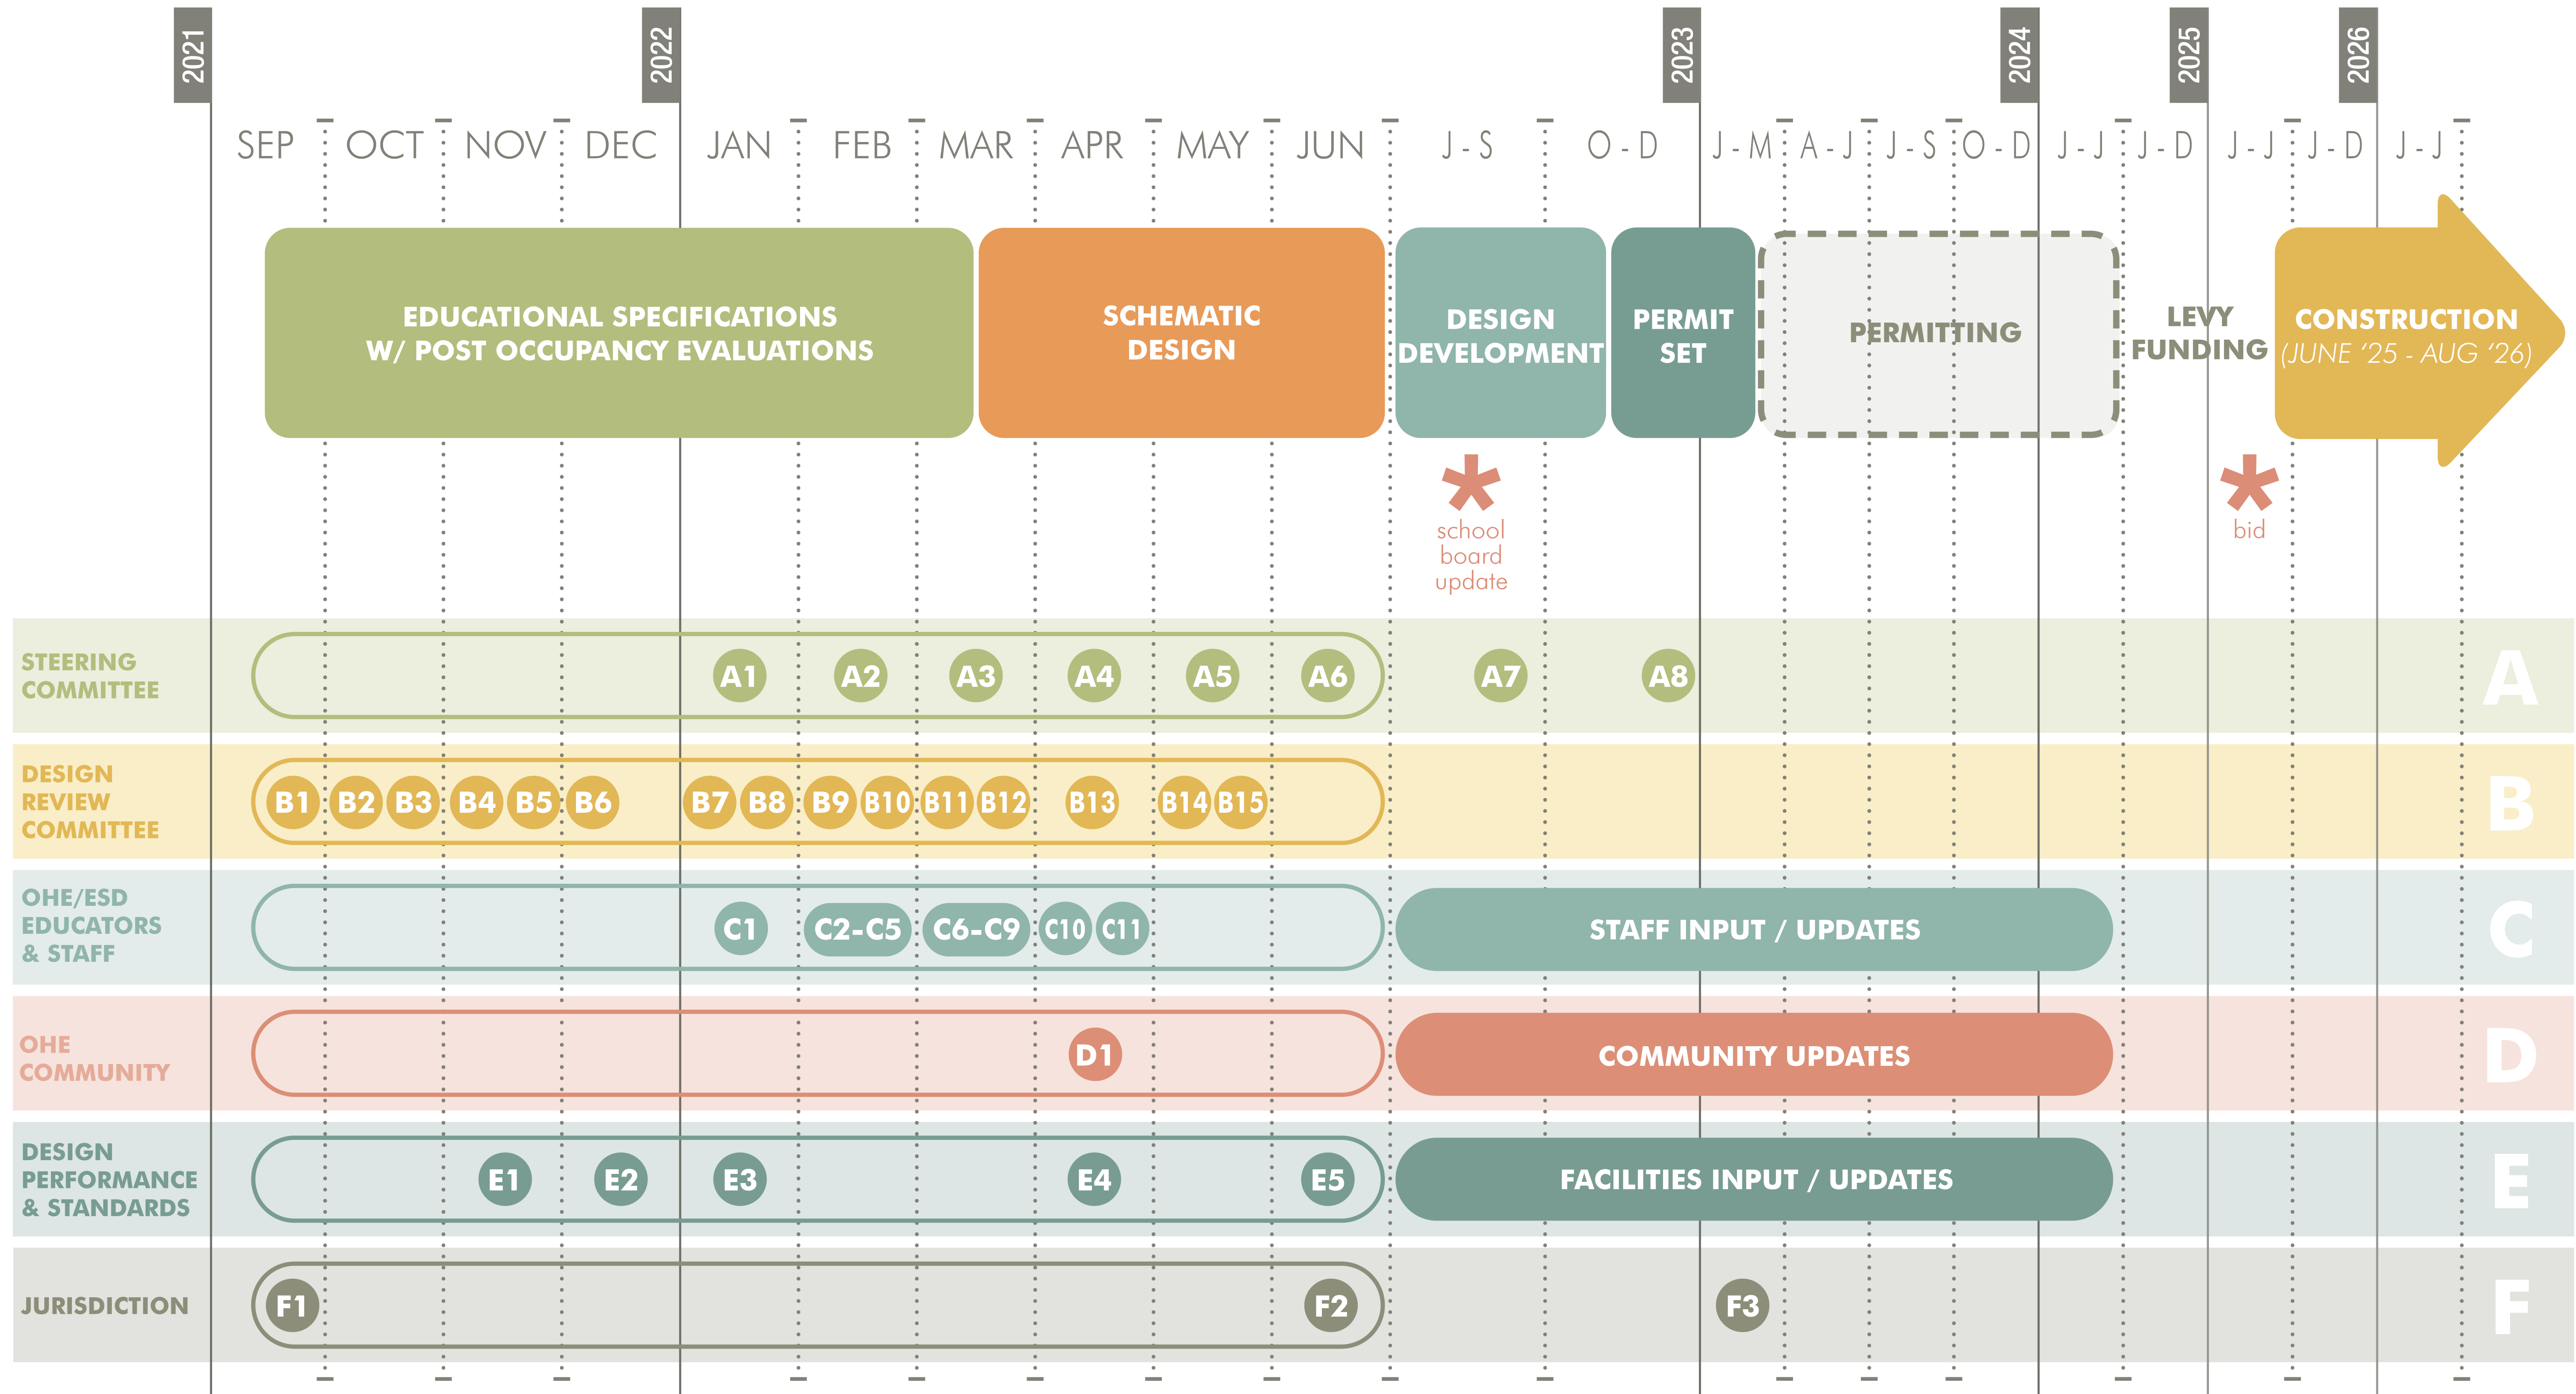 2021
2022
2023
2024
2025
2026
SEP
OCT
NOV
DEC
JAN
FEB
MAR
APR
MAY
JUN
J - S
O - D
J - M
A - J
J - S
O - D
J - J
J - D
J - J
J - D
J - J
EDUCATIONAL SPECIFICATIONS
W/ POST OCCUPANCY EVALUATIONS
SCHEMATIC
DESIGN
DESIGN
DEVELOPMENT
PERMIT
SET
PERMITTING
LEVY
FUNDING
CONSTRUCTION
(JUNE ‘25 - AUG ‘26)
*
school
board
update
*
bid
STEERING
COMMITTEE
A1
A2
A3
A4
A5
A6
A7
A8
A
DESIGN
REVIEW
COMMITTEE
B1
B2
B3
B4
B5
B6
B7
B8
B9
B10
B11
B12
B13
B14
B15
B
OHE/ESD
EDUCATORS
& STAFF
C1
C2-C5
C6-C9
C10
C11
STAFF INPUT / UPDATES
C
OHE
COMMUNITY
D1
COMMUNITY UPDATES
D
DESIGN
PERFORMANCE
& STANDARDS
E1
E2
E3
E4
E5
FACILITIES INPUT / UPDATES
E
JURISDICTION
F1
F2
F3
F